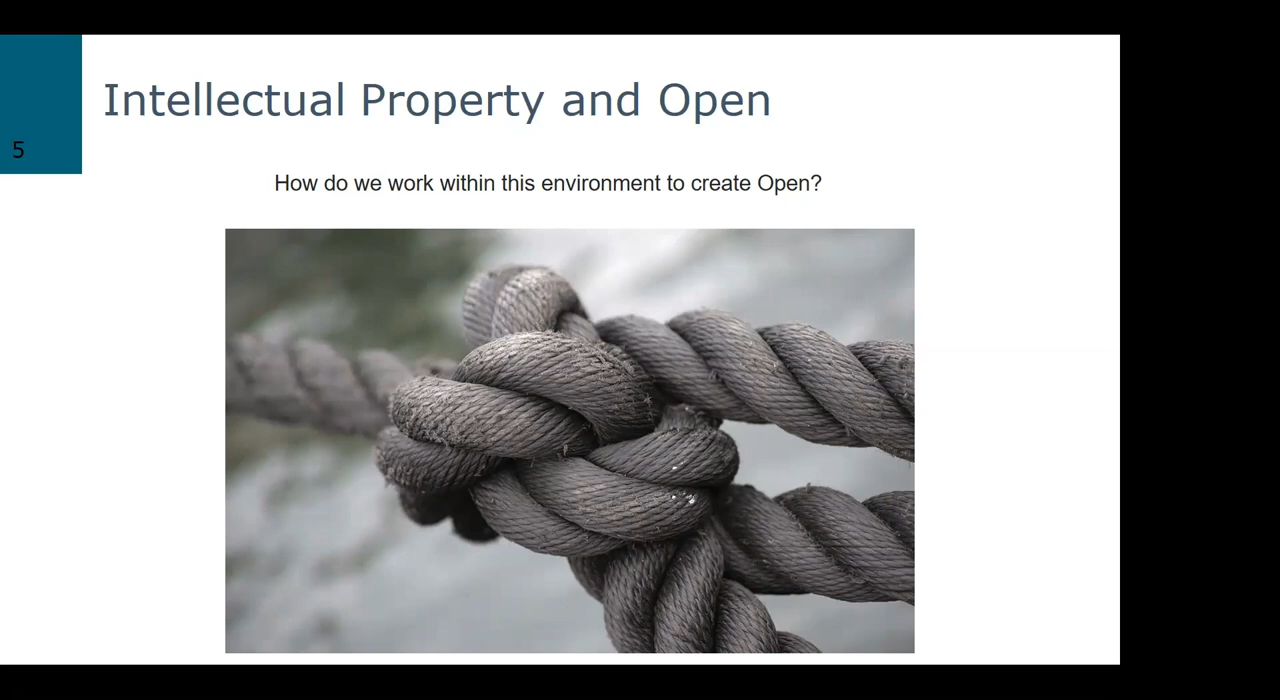 Intellectual Property and Open
5
How do we work within this environment to create Open?